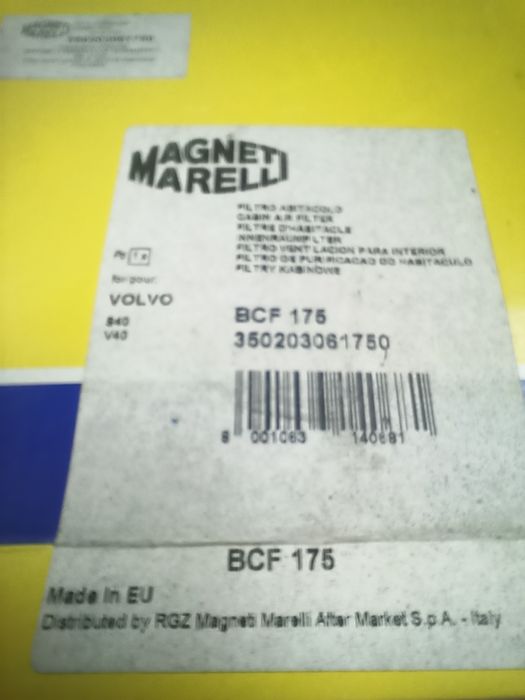 MAGNETI
MARELLI
MAGNETI
MARELLI
FILTRO ABITACOLO
CABIN AIR FILTER
FILTRE D'HABITACLE
INNENRAUMFILTER
FILTRO VENTILACION PARA INTERIOR
FILTRO DE PURIFICACAO DO HABITACULO
FILTRY KABINOWE
for/pour:
VOLVO
S40
V40
BCF 175
350203061750
8 001063 140681
BCF 175
Made in EU
Distributed by RGZ Magneti Marelli After Market S.p.A. - Italy